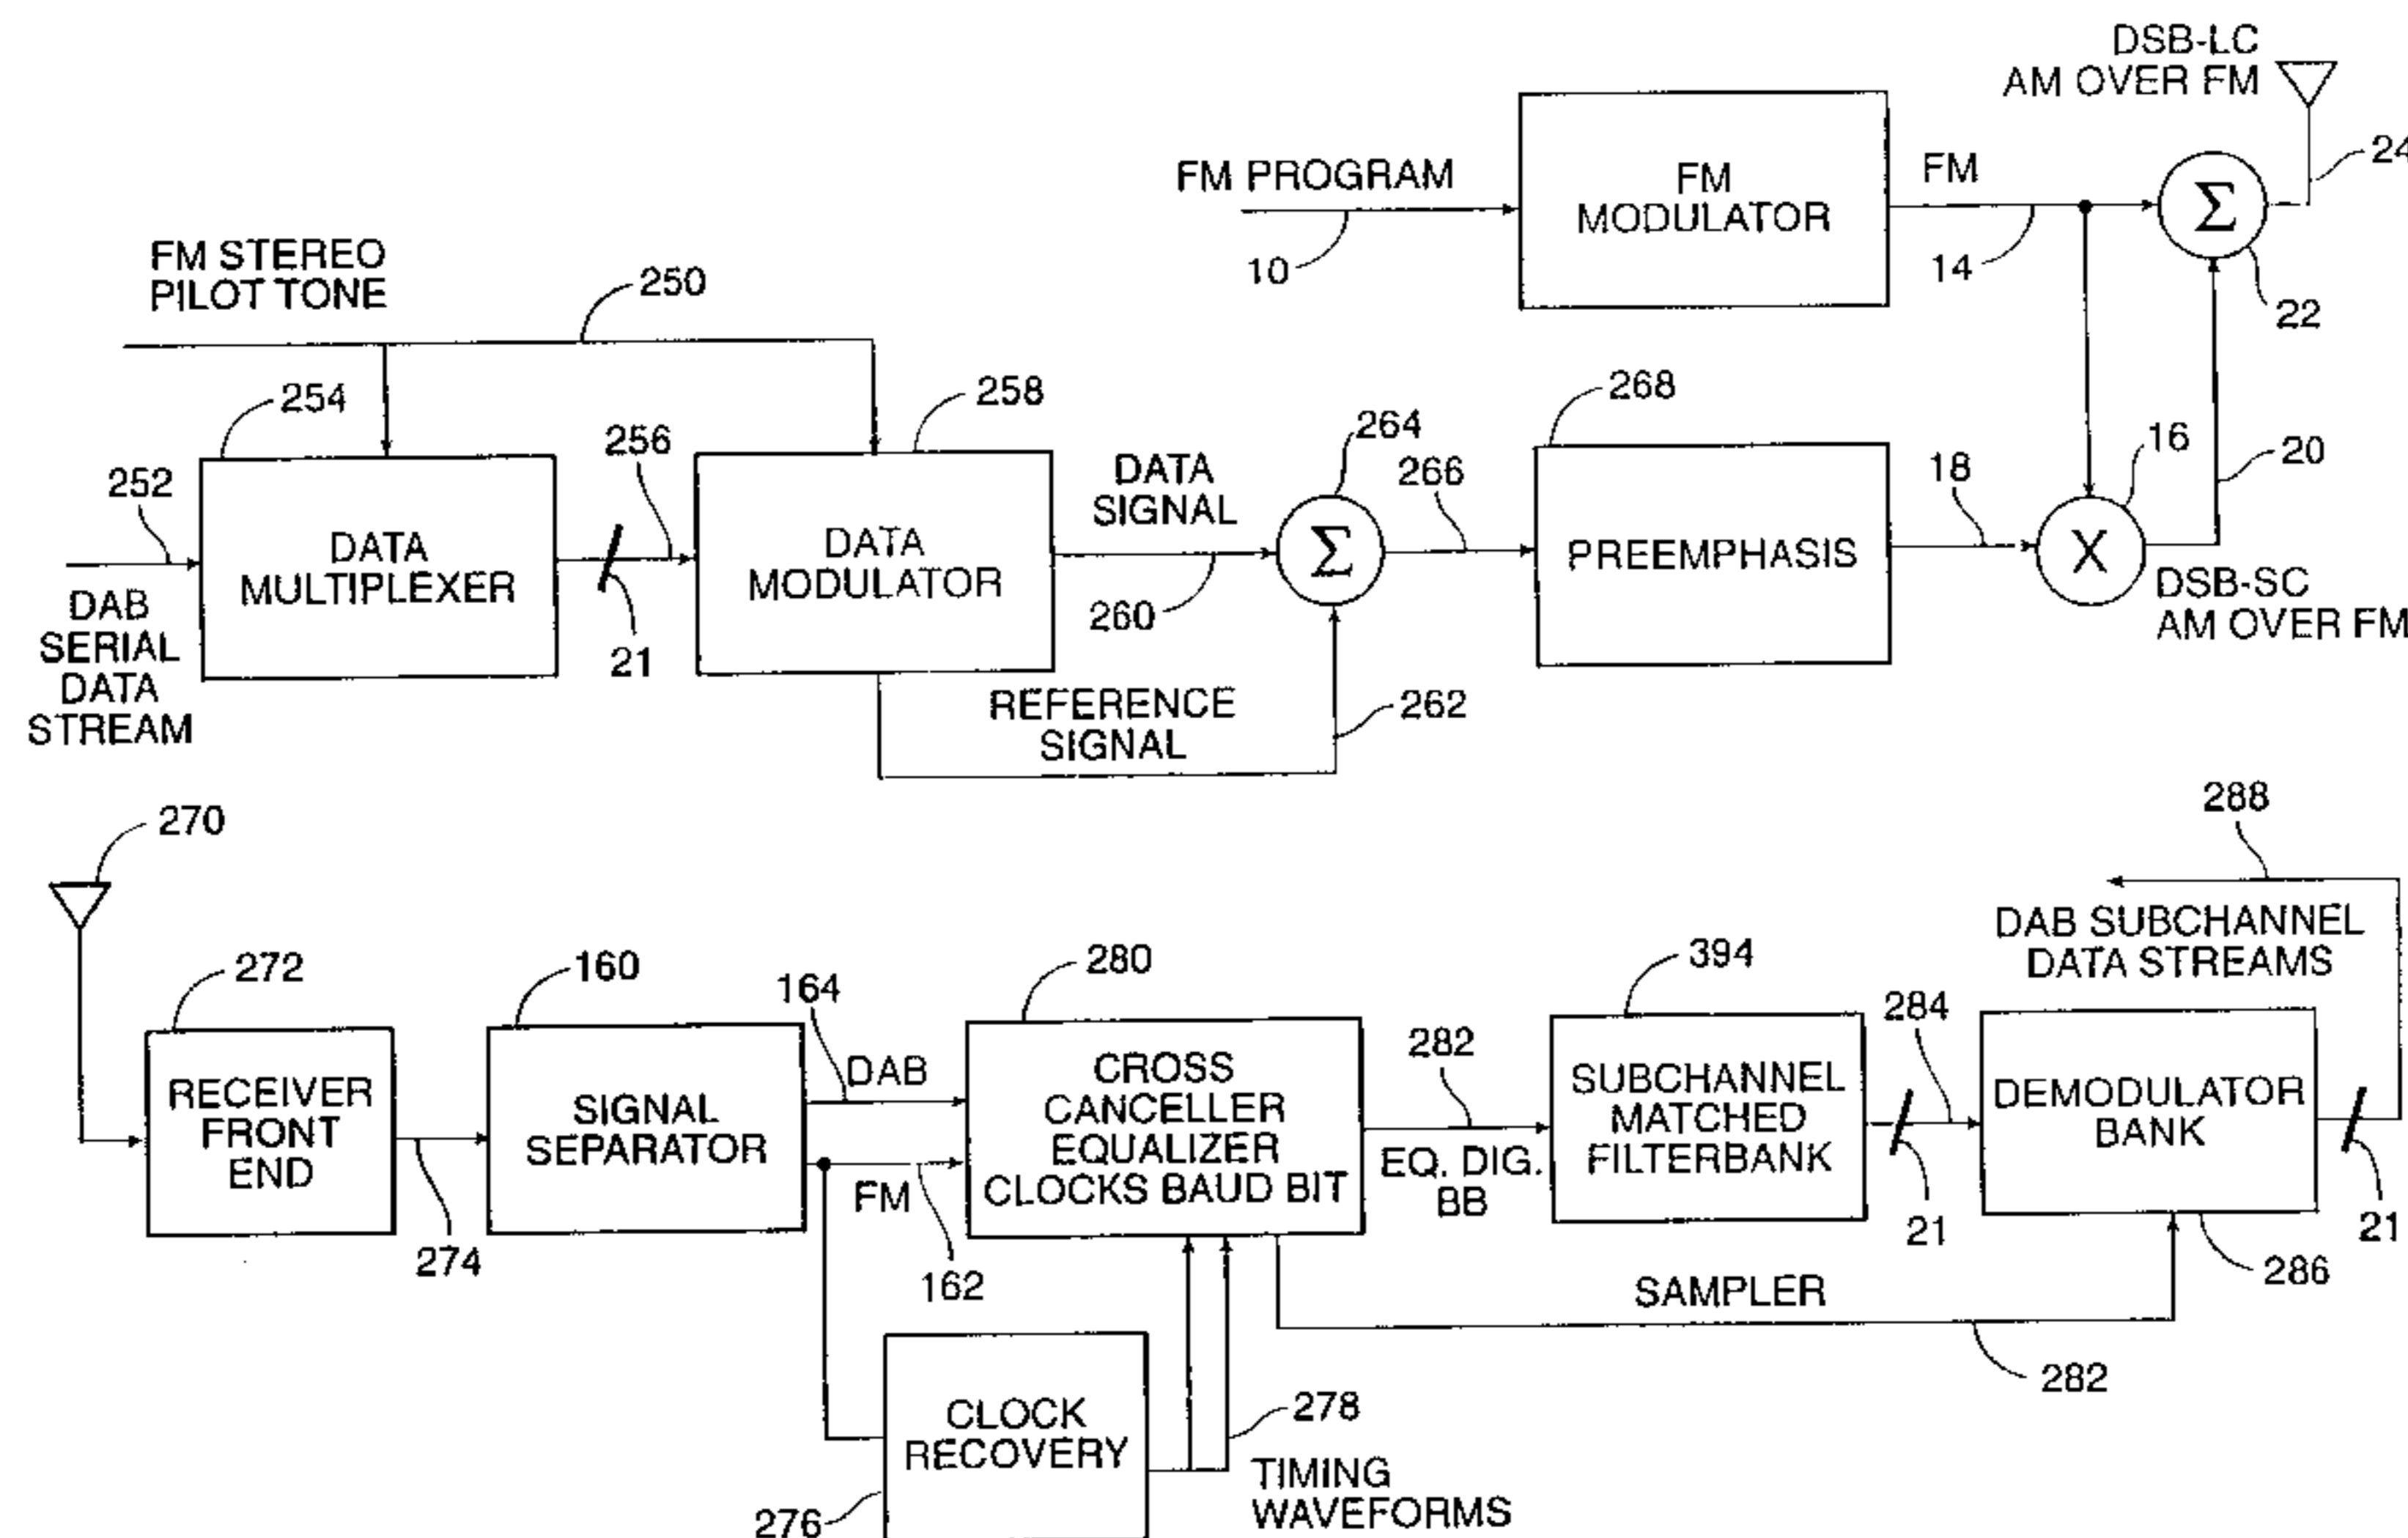 DSB-LC
AM OVER FM
24
FM PROGRAM
10
FM
MODULATOR
FM
14
Σ
22
FM STEREO
PILOT TONE
250
254
252
DAB
SERIAL
DATA
STREAM
DATA
MULTIPLEXER
256
21
258
DATA
MODULATOR
DATA
SIGNAL
260
264
Σ
266
REFERENCE
SIGNAL
262
268
PREEMPHASIS
18
16
X
20
DSB-SC
AM OVER FM
270
272
RECEIVER
FRONT
END
274
160
SIGNAL
SEPARATOR
164
DAB
FM
162
280
CROSS
CANCELLER
EQUALIZER
CLOCKS BAUD BIT
282
EQ. DIG.
BB
394
SUBCHANNEL
MATCHED
FILTERBANK
284
21
DEMODULATOR
BANK
286
21
288
DAB SUBCHANNEL
DATA STREAMS
SAMPLER
282
CLOCK
RECOVERY
276
278
TIMING
WAVEFORMS